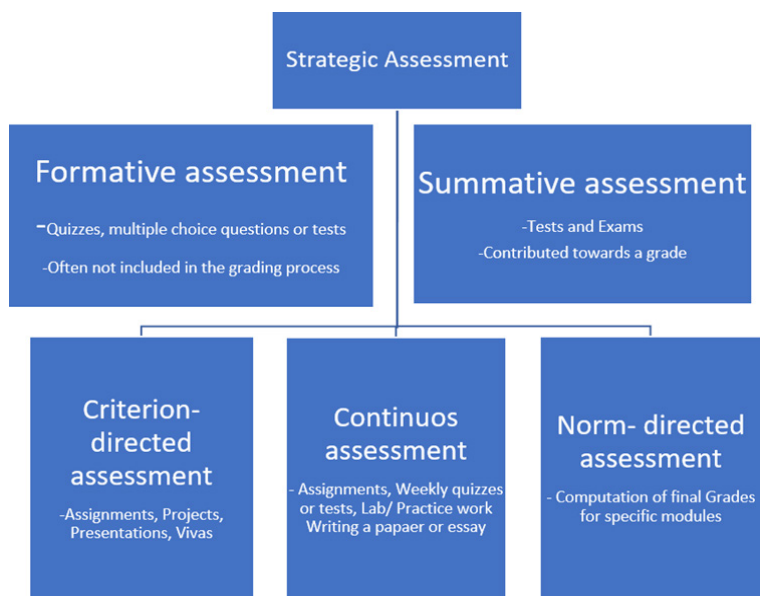 Strategic Assessment
Formative assessment
-Quizzes, multiple choice questions or tests
-Often not included in the grading process
Summative assessment
-Tests and Exams
-Contributed towards a grade
Criterion-
directed
assessment
-Assignments, Projects,
Presentations, Vivas
Continuos
assessment
- Assignments, Weekly quizzes
or tests, Lab/ Practice work
Writing a papaer or essay
Norm- directed
assessment
- Computation of final Grades
for specific modules